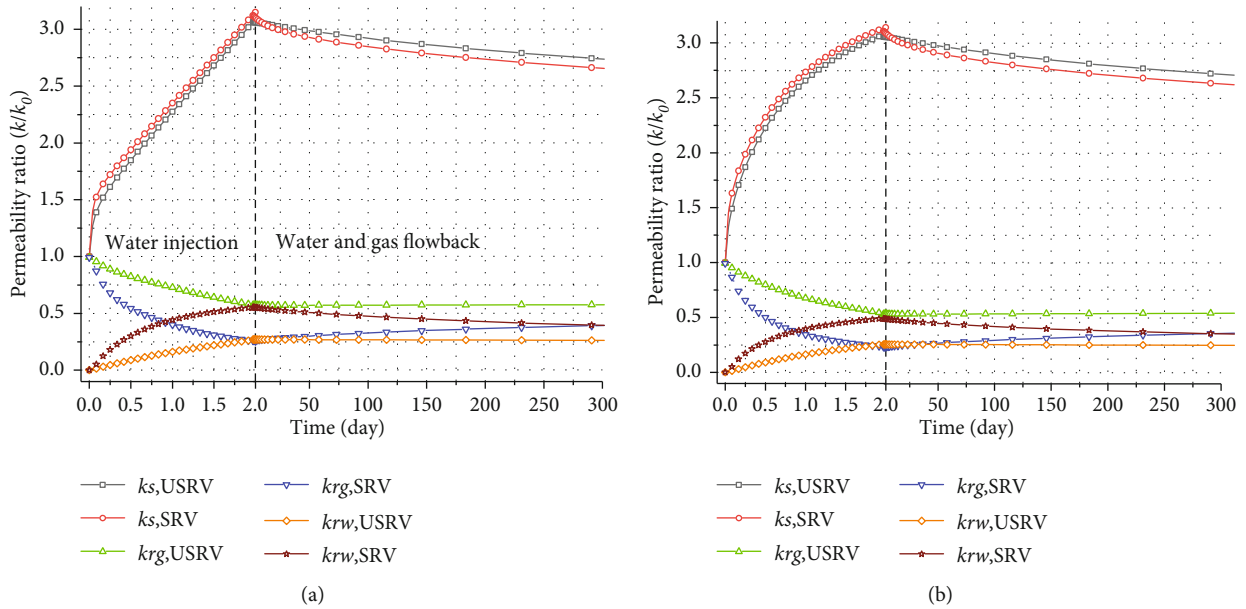 3.0
2.5
2.0
1.5
1.0
0.5
0.0
Permeability ratio (k/k0)
Water injection
Water and gas flowback
0.0 0.5 1.0 1.5 2.0 50 100 150 200 250 300
Time (day)
ks,USRV
ks,SRV
krg,USRV
krg,SRV
krw,USRV
krw,SRV
(a)
3.0
2.5
2.0
1.5
1.0
0.5
0.0
Permeability ratio (k/k0)
0.0 0.5 1.0 1.5 2.0 50 100 150 200 250 300
Time (day)
ks,USRV
ks,SRV
krg,USRV
krg,SRV
krw,USRV
krw,SRV
(b)